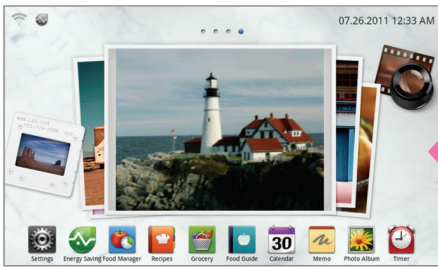 07.26.2011 12:33 AM
30
Settings
Energy Saving
Food Manager
Recipes
Grocery
Food Guide
Calendar
Memo
Photo Album
Timer